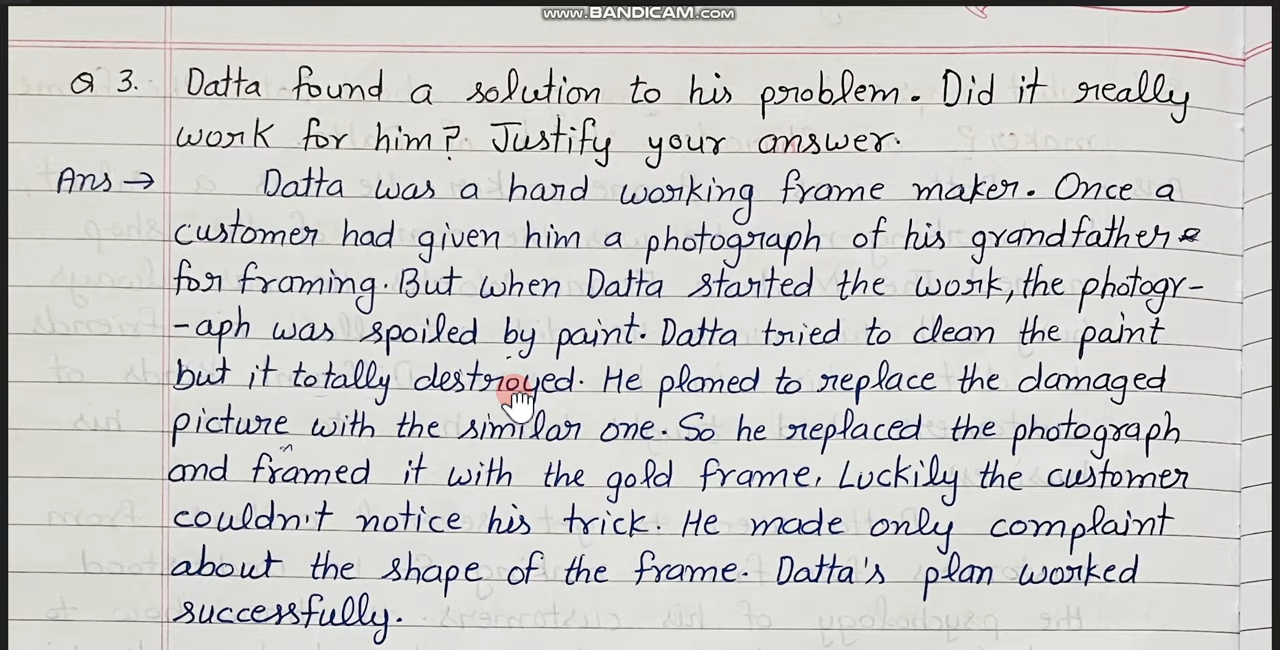 www.BANDICAM.com
Q 3. Datta found a solution to his problem. Did it really
work for him? Justify your answer.
Ans → Datta was a hard working frame maker. Once a
customer had given him a photograph of his grandfather
for framing. But when Datta started the work, the photogr-
-aph was spoiled by paint. Datta tried to clean the paint
but it totally destroyed. He planed to replace the damaged
picture with the similar one. So he replaced the photograph
and framed it with the gold frame. Luckily the customer
couldn't notice his trick. He made only complaint
about the shape of the frame. Datta's plan worked
successfully.